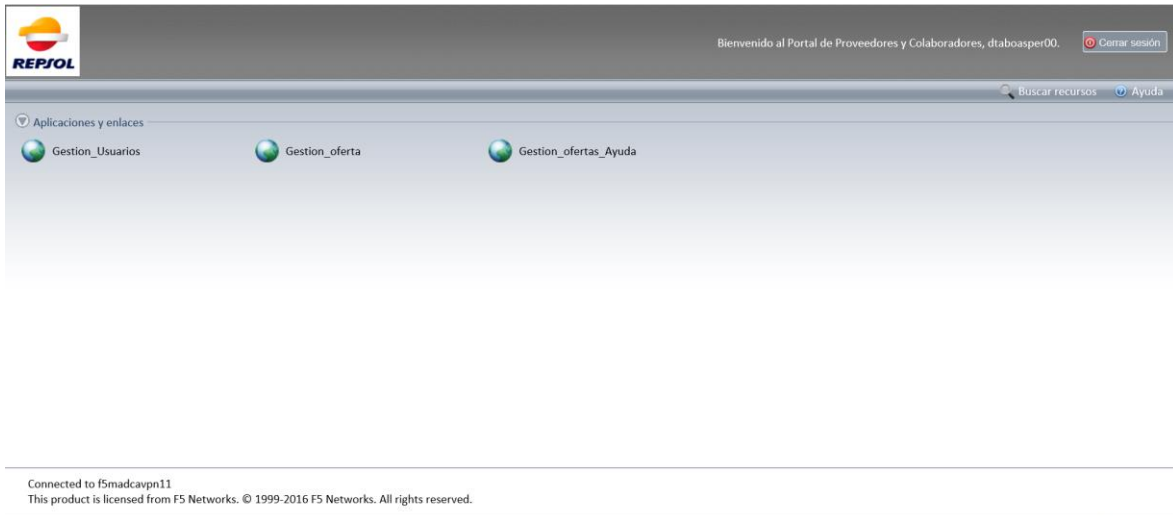 REPSOL
Bienvenido al Portal de Proveedores y Colaboradores, dtaboasper00.
Cerrar sesión
Buscar recursos
Ayuda
Aplicaciones y enlaces
Gestion_Usuarios
Gestion_oferta
Gestion_ofertas_Ayuda
Connected to f5madcavpn11
This product is licensed from F5 Networks. © 1999-2016 F5 Networks. All rights reserved.